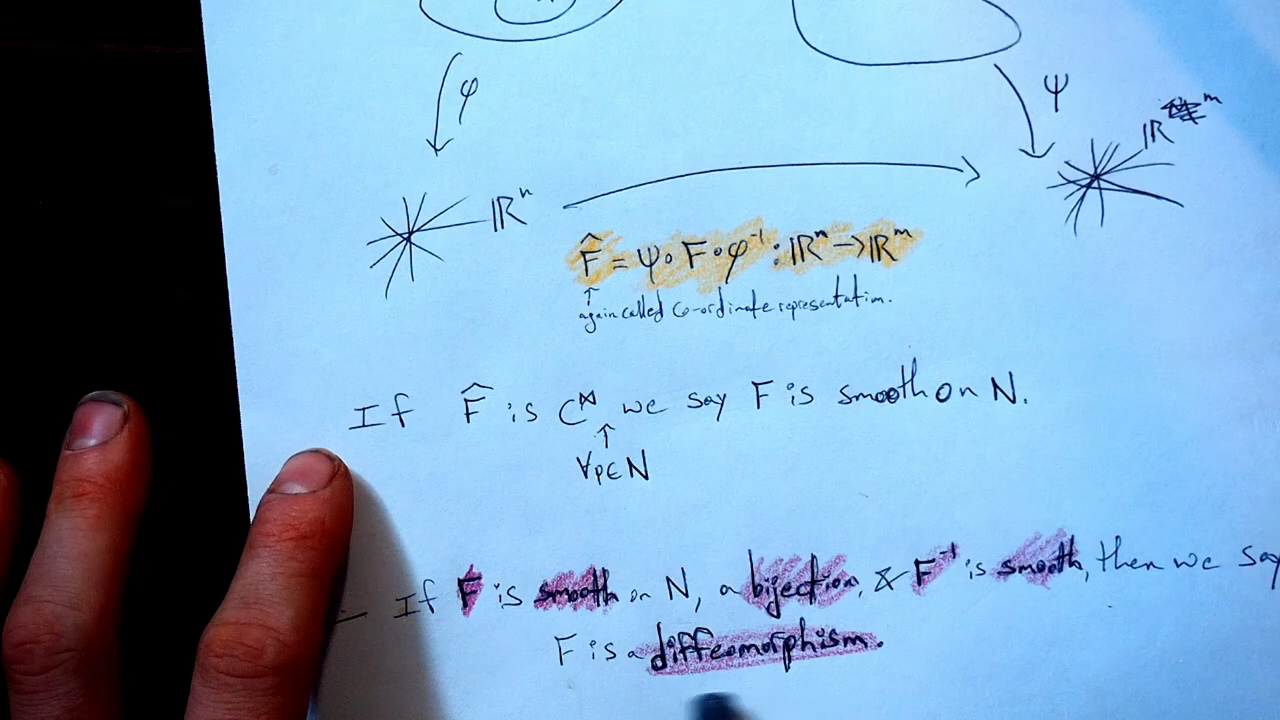 φ
ψ
ℝⁿ
ℝᵐ
F̂ = ψ∘F∘φ⁻¹ : ℝⁿ → ℝᵐ
↑
again called co-ordinate representation.
If F̂ is C^∞ we say F is smooth on N.
↑
∀p∈N
— If F is smooth on N, a bijection, & F⁻¹ is smooth, then we say
F is a diffeomorphism.